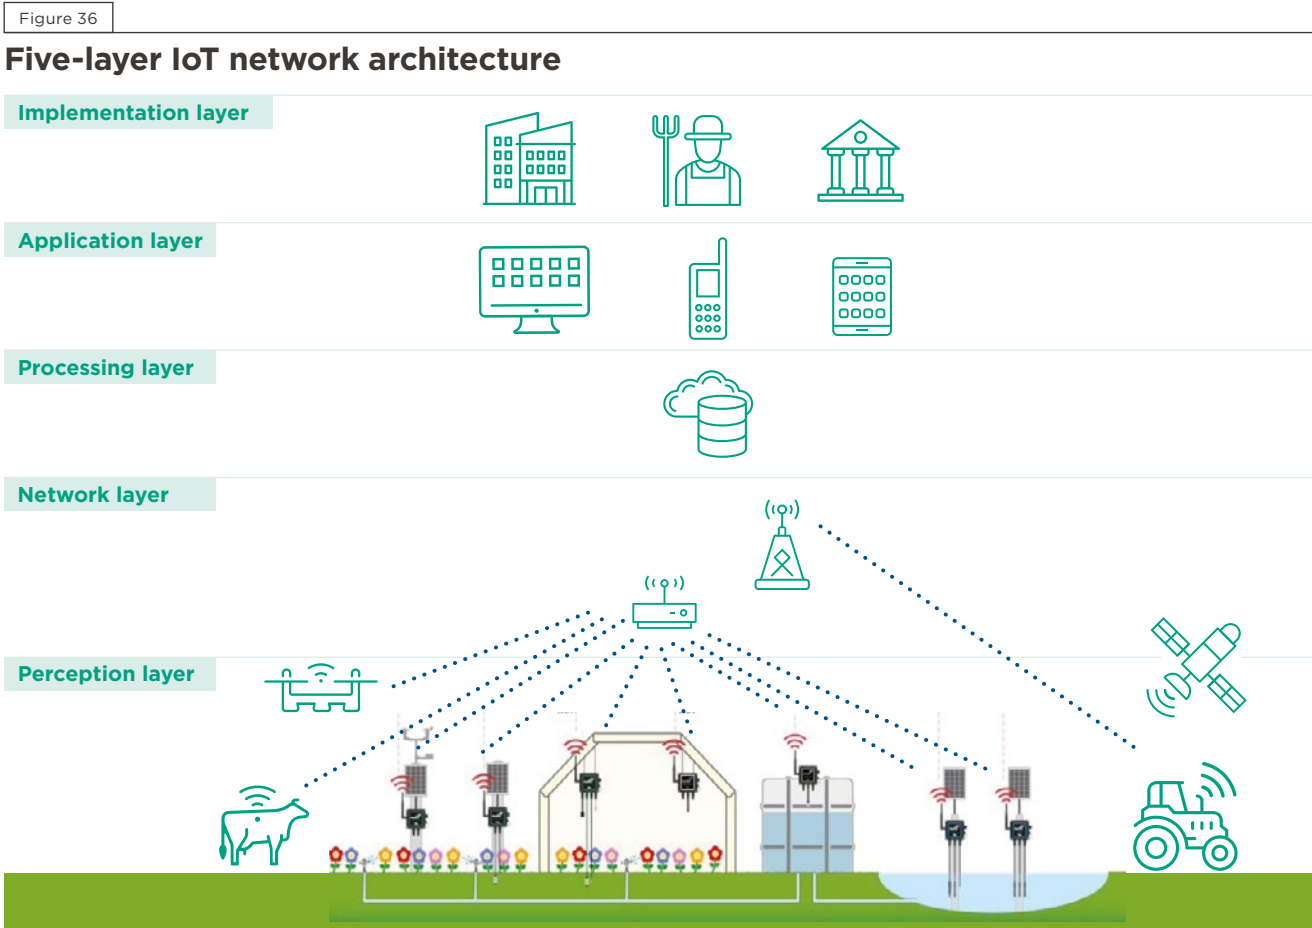 Figure 36
Five-layer IoT network architecture
Implementation layer
Application layer
Processing layer
Network layer
Perception layer